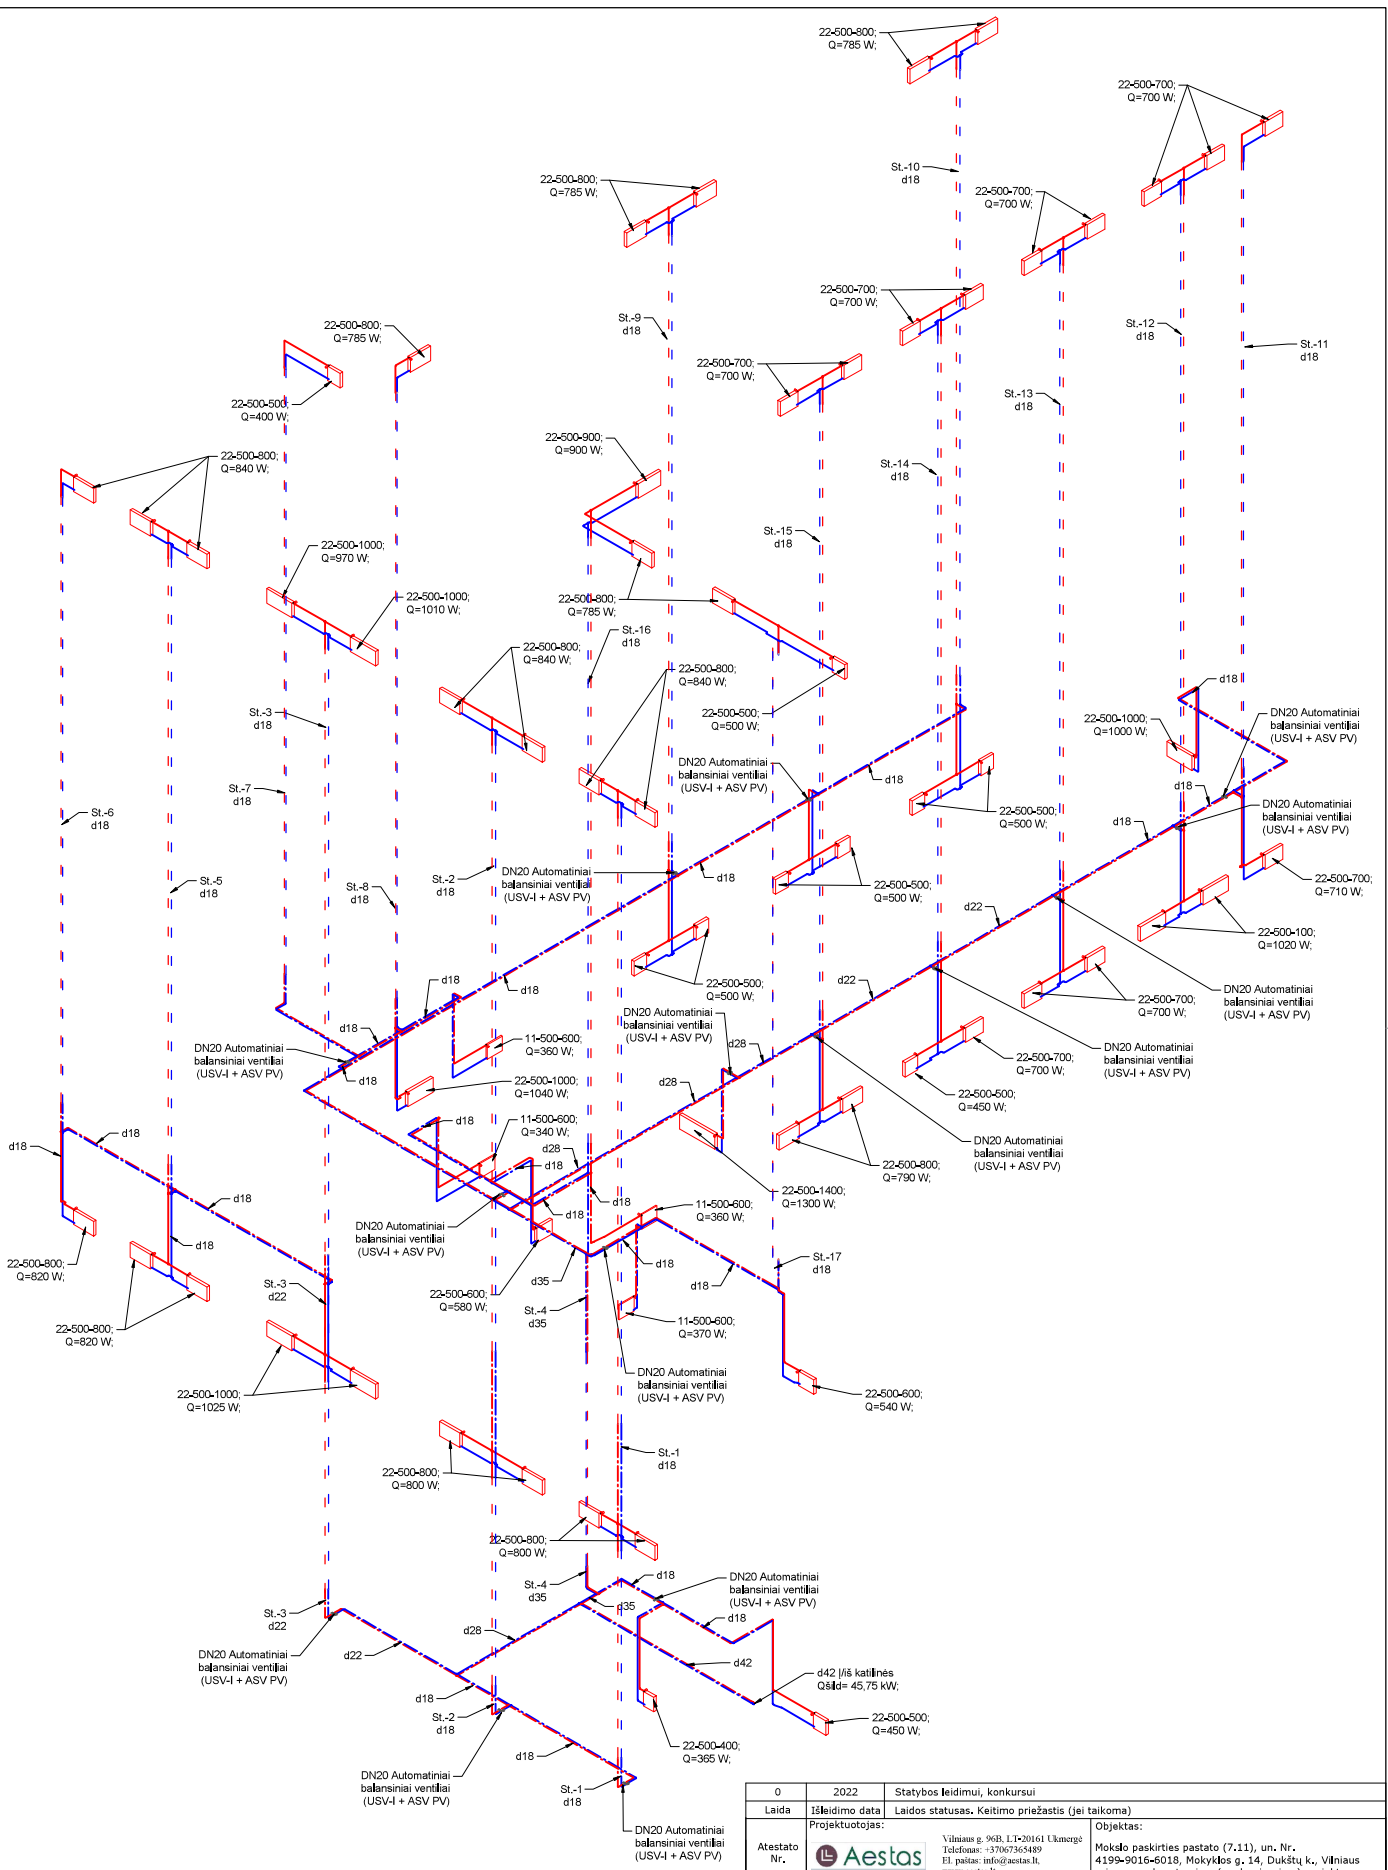 22-500-800;
Q=785 W;
22-500-700;
Q=700 W;
St.-10
d18
22-500-800;
Q=785 W;
22-500-700;
Q=700 W;
22-500-700;
Q=700 W;
St.-9
d18
22-500-800;
Q=785 W;
St.-12
d18
St.-11
d18
22-500-700;
Q=700 W;
St.-13
d18
22-500-500;
Q=400 W;
22-500-900;
Q=900 W;
22-500-800;
Q=840 W;
St.-14
d18
St.-15
d18
22-500-1000;
Q=970 W;
22-500-1000;
Q=1010 W;
22-500-800;
Q=785 W;
St.-16
d18
22-500-800;
Q=840 W;
22-500-800;
Q=840 W;
d18
St.-3
d18
22-500-500;
Q=500 W;
22-500-1000;
Q=1000 W;
DN20 Automatiniai
balansiniai ventiliai
(USV-I + ASV PV)
DN20 Automatiniai
balansiniai ventiliai
(USV-I + ASV PV)
d18
St.-7
d18
d18
DN20 Automatiniai
balansiniai ventiliai
(USV-I + ASV PV)
St.-6
d18
22-500-500;
Q=500 W;
d18
St.-5
d18
St.-8
d18
St.-2
d18
DN20 Automatiniai
balansiniai ventiliai
(USV-I + ASV PV)
d18
22-500-500;
Q=500 W;
22-500-700;
Q=710 W;
d22
22-500-100;
Q=1020 W;
d18
22-500-500;
Q=500 W;
d22
DN20 Automatiniai
balansiniai ventiliai
(USV-I + ASV PV)
22-500-700;
Q=700 W;
d18
d18
DN20 Automatiniai
balansiniai ventiliai
(USV-I + ASV PV)
DN20 Automatiniai
balansiniai ventiliai
(USV-I + ASV PV)
11-500-600;
Q=360 W;
d28
22-500-700;
Q=700 W;
DN20 Automatiniai
balansiniai ventiliai
(USV-I + ASV PV)
d18
22-500-1000;
Q=1040 W;
d28
22-500-500;
Q=450 W;
d18
11-500-600;
Q=340 W;
d18
d18
d28
d18
DN20 Automatiniai
balansiniai ventiliai
(USV-I + ASV PV)
22-500-800;
Q=790 W;
d18
22-500-1400;
Q=1300 W;
11-500-600;
Q=360 W;
d18
d18
DN20 Automatiniai
balansiniai ventiliai
(USV-I + ASV PV)
d18
d18
St.-17
d18
22-500-800;
Q=820 W;
d35
d18
St.-3
d22
22-500-600;
Q=580 W;
St.-4
d35
22-500-800;
Q=820 W;
11-500-600;
Q=370 W;
DN20 Automatiniai
balansiniai ventiliai
(USV-I + ASV PV)
22-500-1000;
Q=1025 W;
22-500-600;
Q=540 W;
St.-1
d18
22-500-800;
Q=800 W;
22-500-800;
Q=800 W;
d18
DN20 Automatiniai
balansiniai ventiliai
(USV-I + ASV PV)
St.-4
d35
d35
St.-3
d22
d18
d28
DN20 Automatiniai
balansiniai ventiliai
(USV-I + ASV PV)
d22
d42
d42 Į/iš katilinės
Qšild= 45,75 kW;
d18
St.-2
d18
22-500-500;
Q=450 W;
d18
22-500-400;
Q=365 W;
DN20 Automatiniai
balansiniai ventiliai
(USV-I + ASV PV)
St.-1
d18
DN20 Automatiniai
balansiniai ventiliai
(USV-I + ASV PV)
0 2022 Statybos leidimui, konkursui
Laida Išleidimo data Laidos statusas. Keitimo priežastis (jei taikoma)
Atestato
Nr.
Projektuotojas:
Aestas
Vilniaus g. 96B, LT-20161 Ukmergė
Telefonas: +37067365489
El. paštas: info@aestas.lt,
Objektas:
Mokslo paskirties pastato (7.11), un. Nr.
4199-9016-6018, Mokyklos g. 14, Dukštų k., Vilniaus